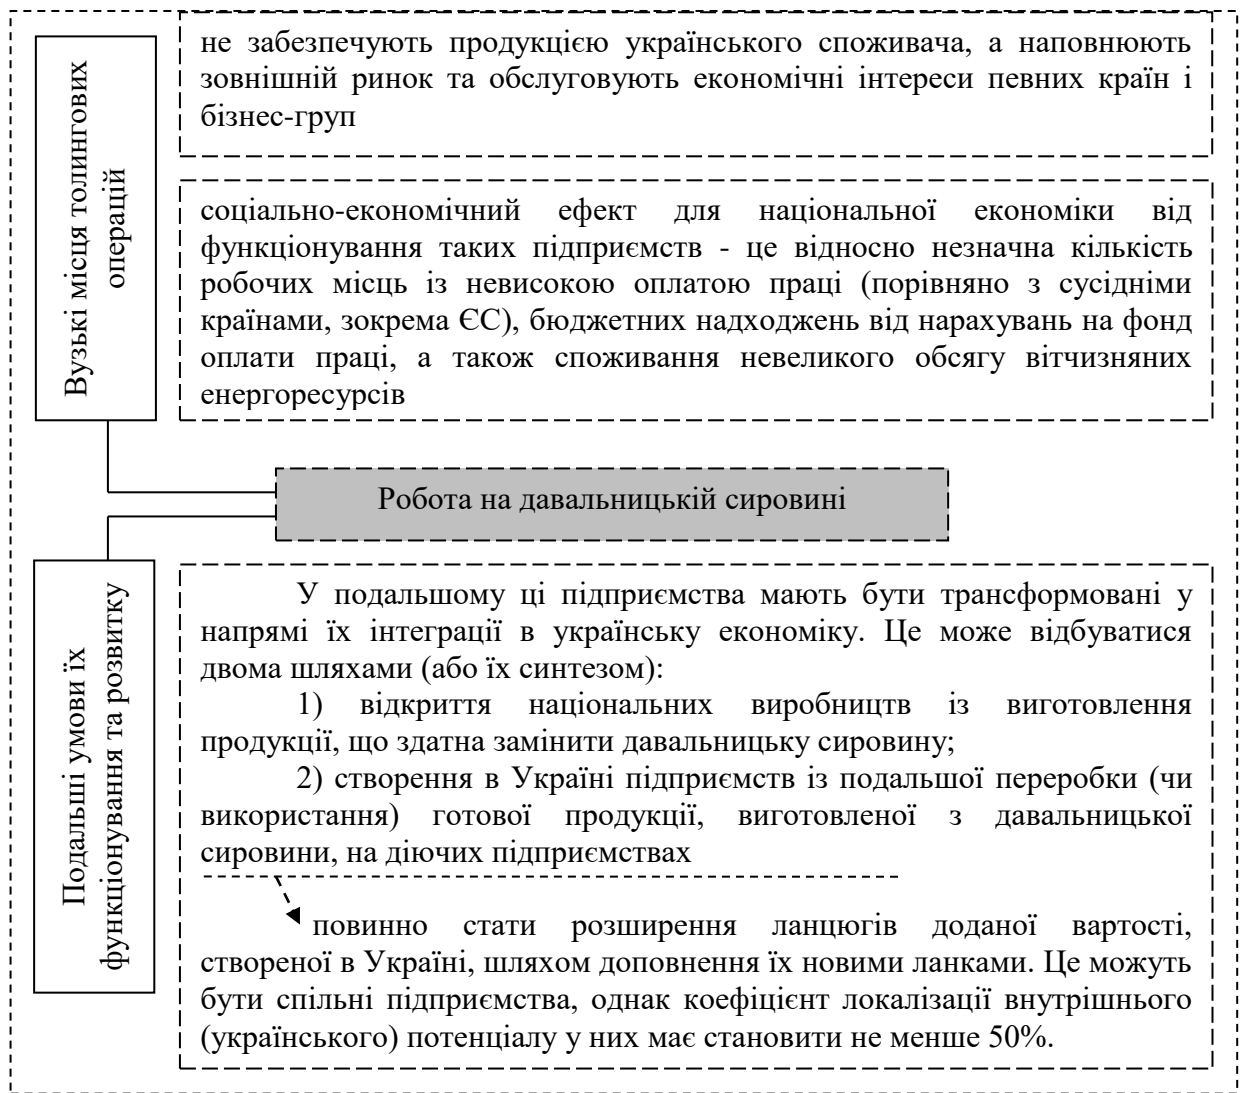 Вузькі місця толингових
операцій
не забезпечують продукцією українського споживача, а наповнюють
зовнішній ринок та обслуговують економічні інтереси певних країн і
бізнес-груп
соціально-економічний ефект для національної економіки від
функціонування таких підприємств - це відносно незначна кількість
робочих місць із невисокою оплатою праці (порівняно з сусідніми
країнами, зокрема ЄС), бюджетних надходжень від нарахувань на фонд
оплати праці, а також споживання невеликого обсягу вітчизняних
енергоресурсів
Робота на давальницькій сировині
Подальші умови їх
функціонування та розвитку
У подальшому ці підприємства мають бути трансформовані у
напрямі їх інтеграції в українську економіку. Це може відбуватися
двома шляхами (або їх синтезом):
1) відкриття національних виробництв із виготовлення
продукції, що здатна замінити давальницьку сировину;
2) створення в Україні підприємств із подальшої переробки (чи
використання) готової продукції, виготовленої з давальницької
сировини, на діючих підприємствах
повинно стати розширення ланцюгів доданої вартості,
створеної в Україні, шляхом доповнення їх новими ланками. Це можуть
бути спільні підприємства, однак коефіцієнт локалізації внутрішнього
(українського) потенціалу у них має становити не менше 50%.